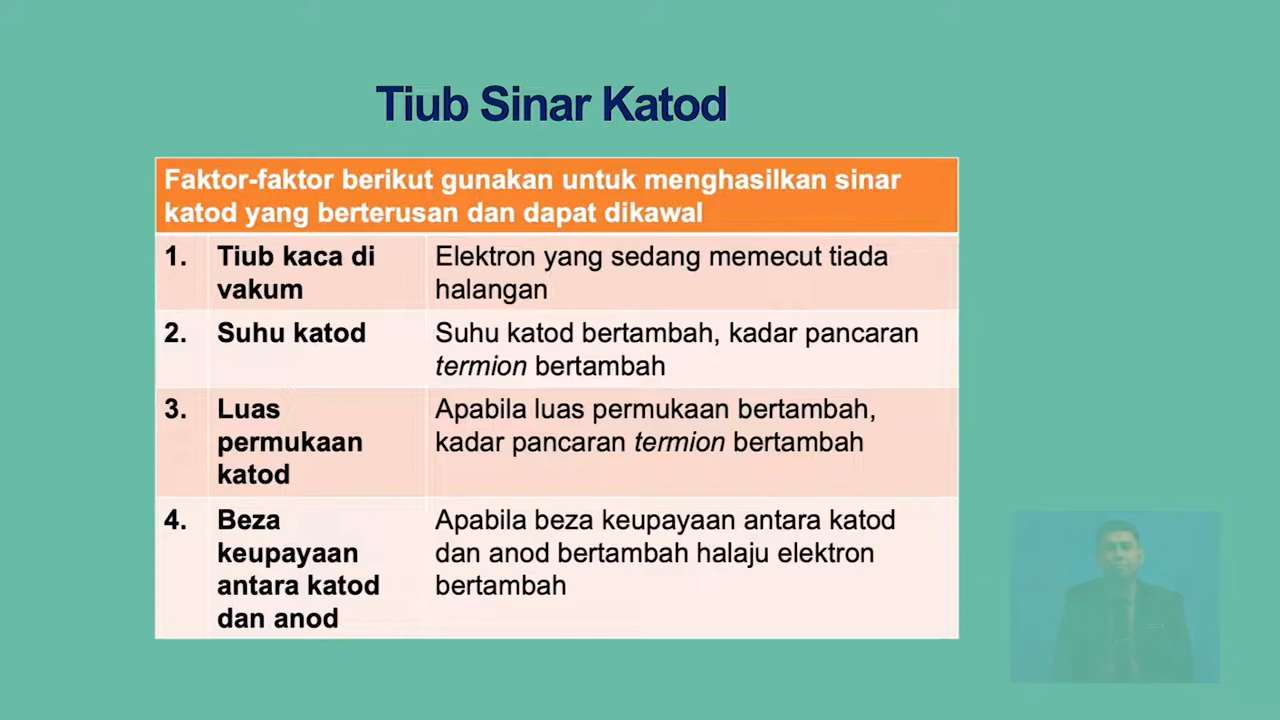 Tiub Sinar Katod
Faktor-faktor berikut gunakan untuk menghasilkan sinar
katod yang berterusan dan dapat dikawal
1.
Tiub kaca di
vakum
Elektron yang sedang memecut tiada
halangan
2.
Suhu katod
Suhu katod bertambah, kadar pancaran
termion bertambah
3.
Luas
permukaan
katod
Apabila luas permukaan bertambah,
kadar pancaran termion bertambah
4.
Beza
keupayaan
antara katod
dan anod
Apabila beza keupayaan antara katod
dan anod bertambah halaju elektron
bertambah